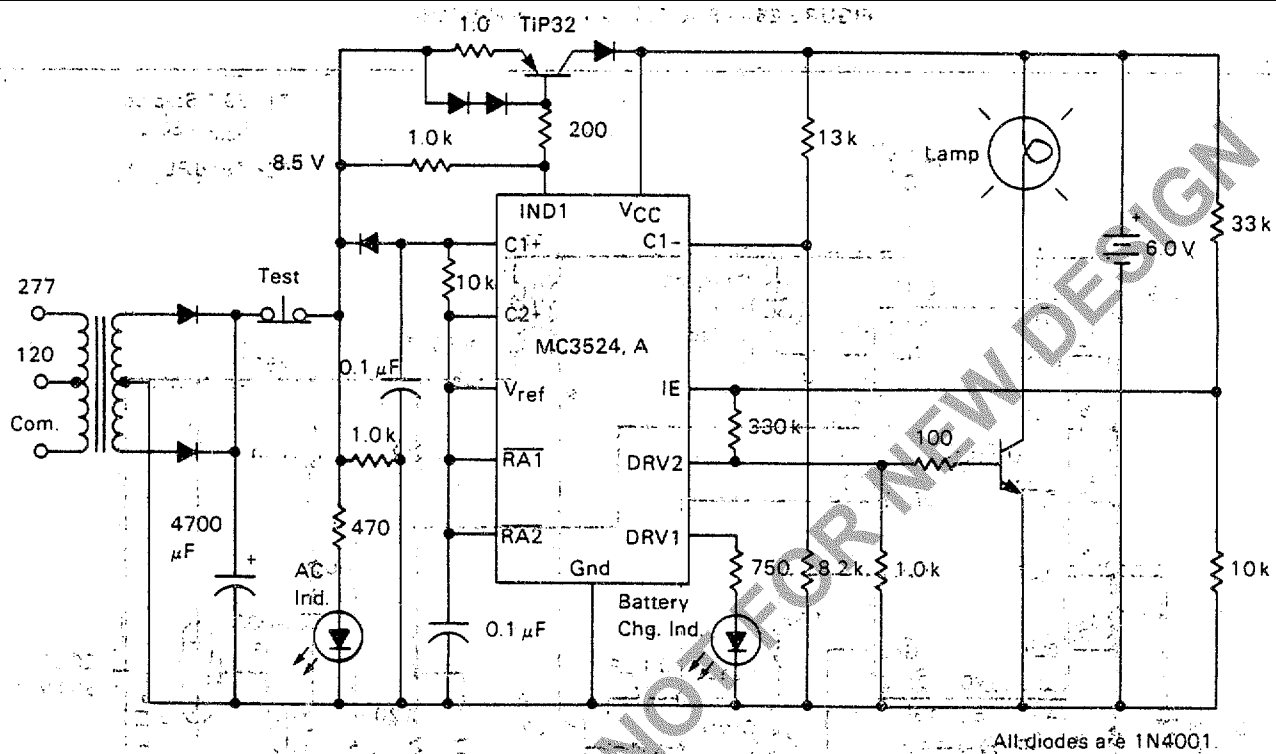 1.0 TiP32
200
1.0 k
8.5 V
13 k
Lamp
33 k
6.0 V
IND1
VCC
C1+
C1-
10 k
C2+
MC3524, A
Test
277
120
Com.
0.1 µF
Vref
IE
330 k
1.0 k
RA1
DRV2
100
4700
µF
+
470
RA2
DRV1
Gnd
750
8.2 k
1.0 k
10 k
AC
Ind.
0.1 µF
Battery
Chg. Ind.
+
All diodes are 1N4001.
NOT FOR NEW DESIGN